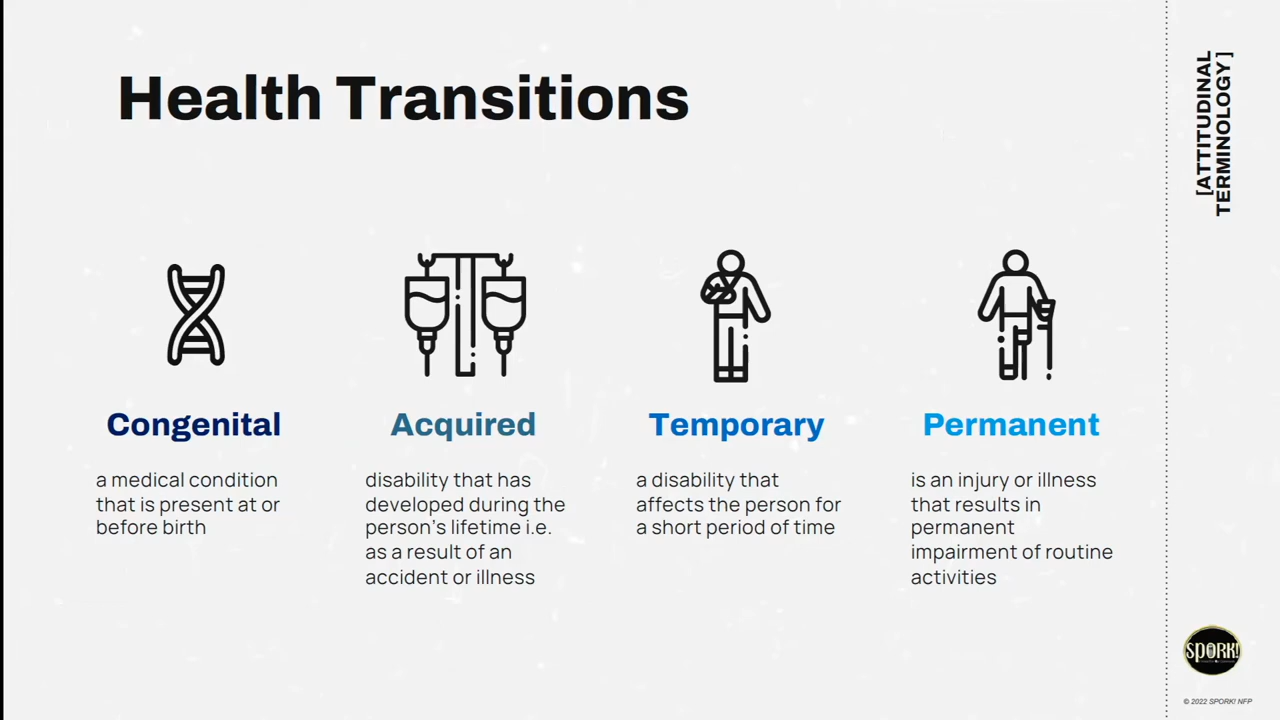 Health Transitions
[ATTITUDINAL
TERMINOLOGY]
Congenital
a medical condition
that is present at or
before birth
Acquired
disability that has
developed during the
person's lifetime i.e.
as a result of an
accident or illness
Temporary
a disability that
affects the person for
a short period of time
Permanent
is an injury or illness
that results in
permanent
impairment of routine
activities
SPORK!
© 2022 SPORK! NFP